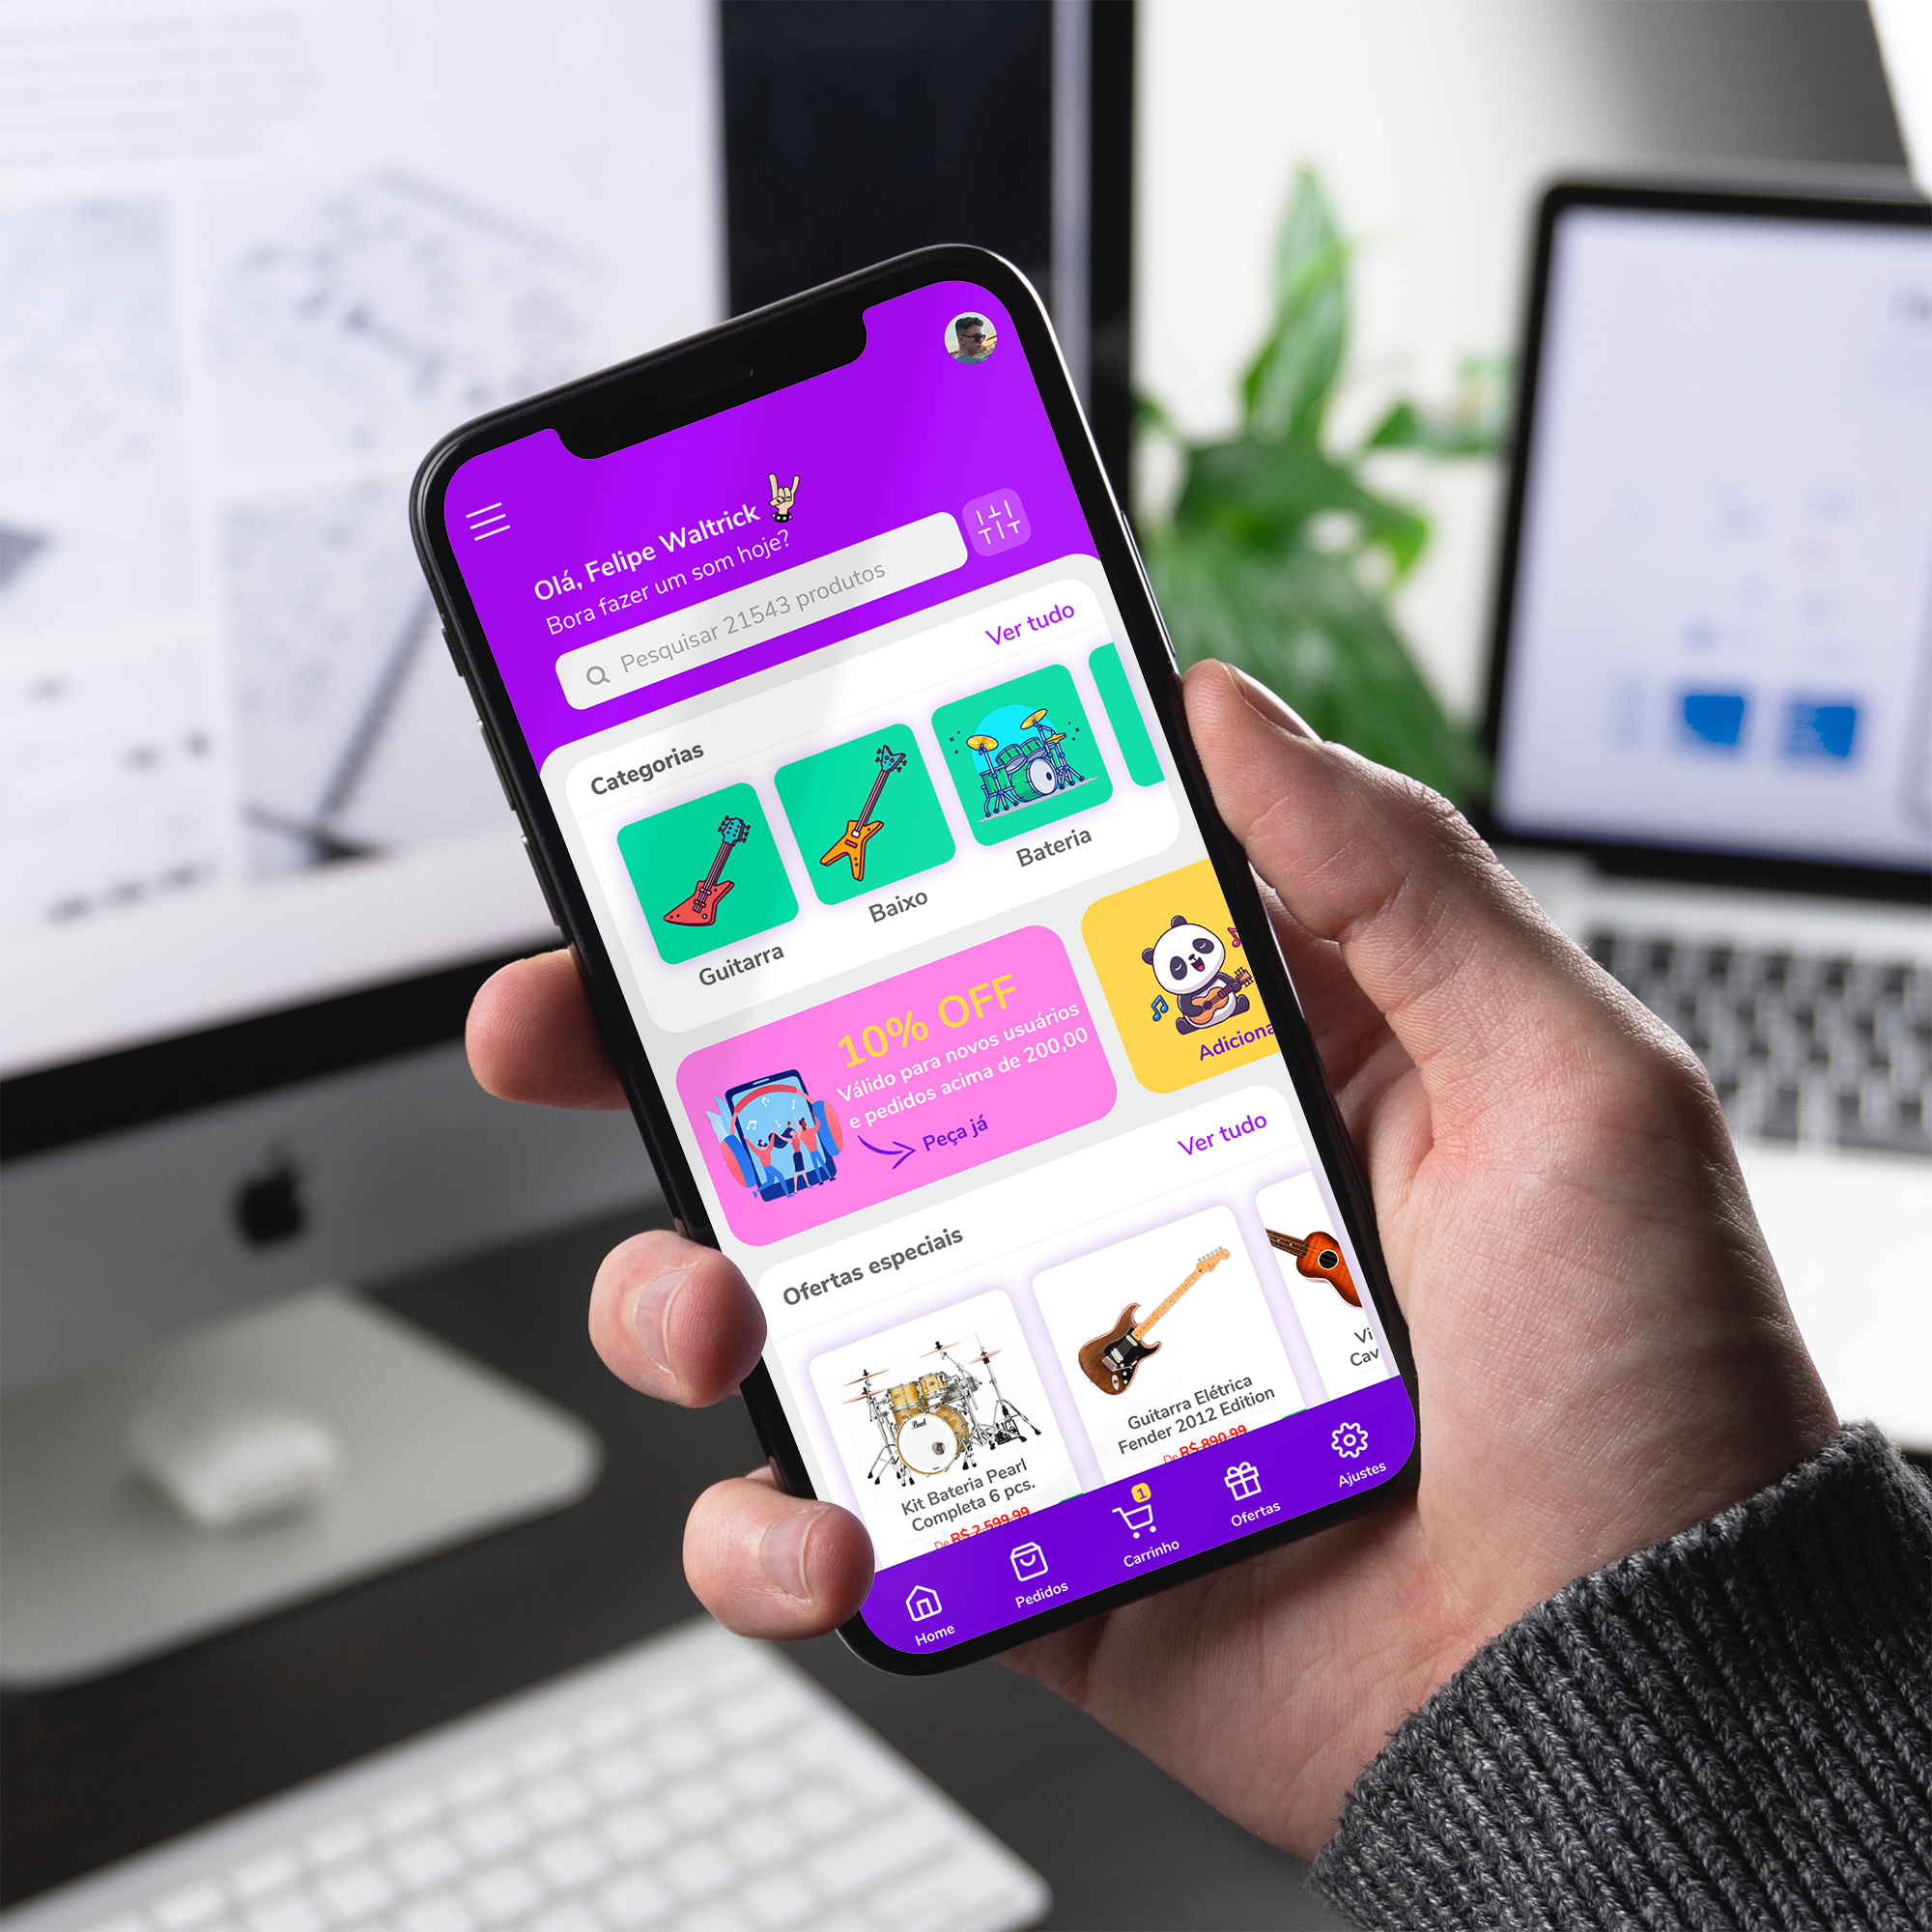 Olá, Felipe Waltrick
Bora fazer um som hoje?
Pesquisar 21543 produtos
Categorias
Ver tudo
Guitarra
Baixo
Bateria
10% OFF
Válido para novos usuários
e pedidos acima de 200,00
Peça já
Adiciona
Ofertas especiais
Ver tudo
Pearl
Kit Bateria Pearl
Completa 6 pcs.
De R$ 2.599,99
Guitarra Elétrica
Fender 2012 Edition
De R$ 890,99
Vi
Cav
Home
Pedidos
1
Carrinho
Ofertas
Ajustes